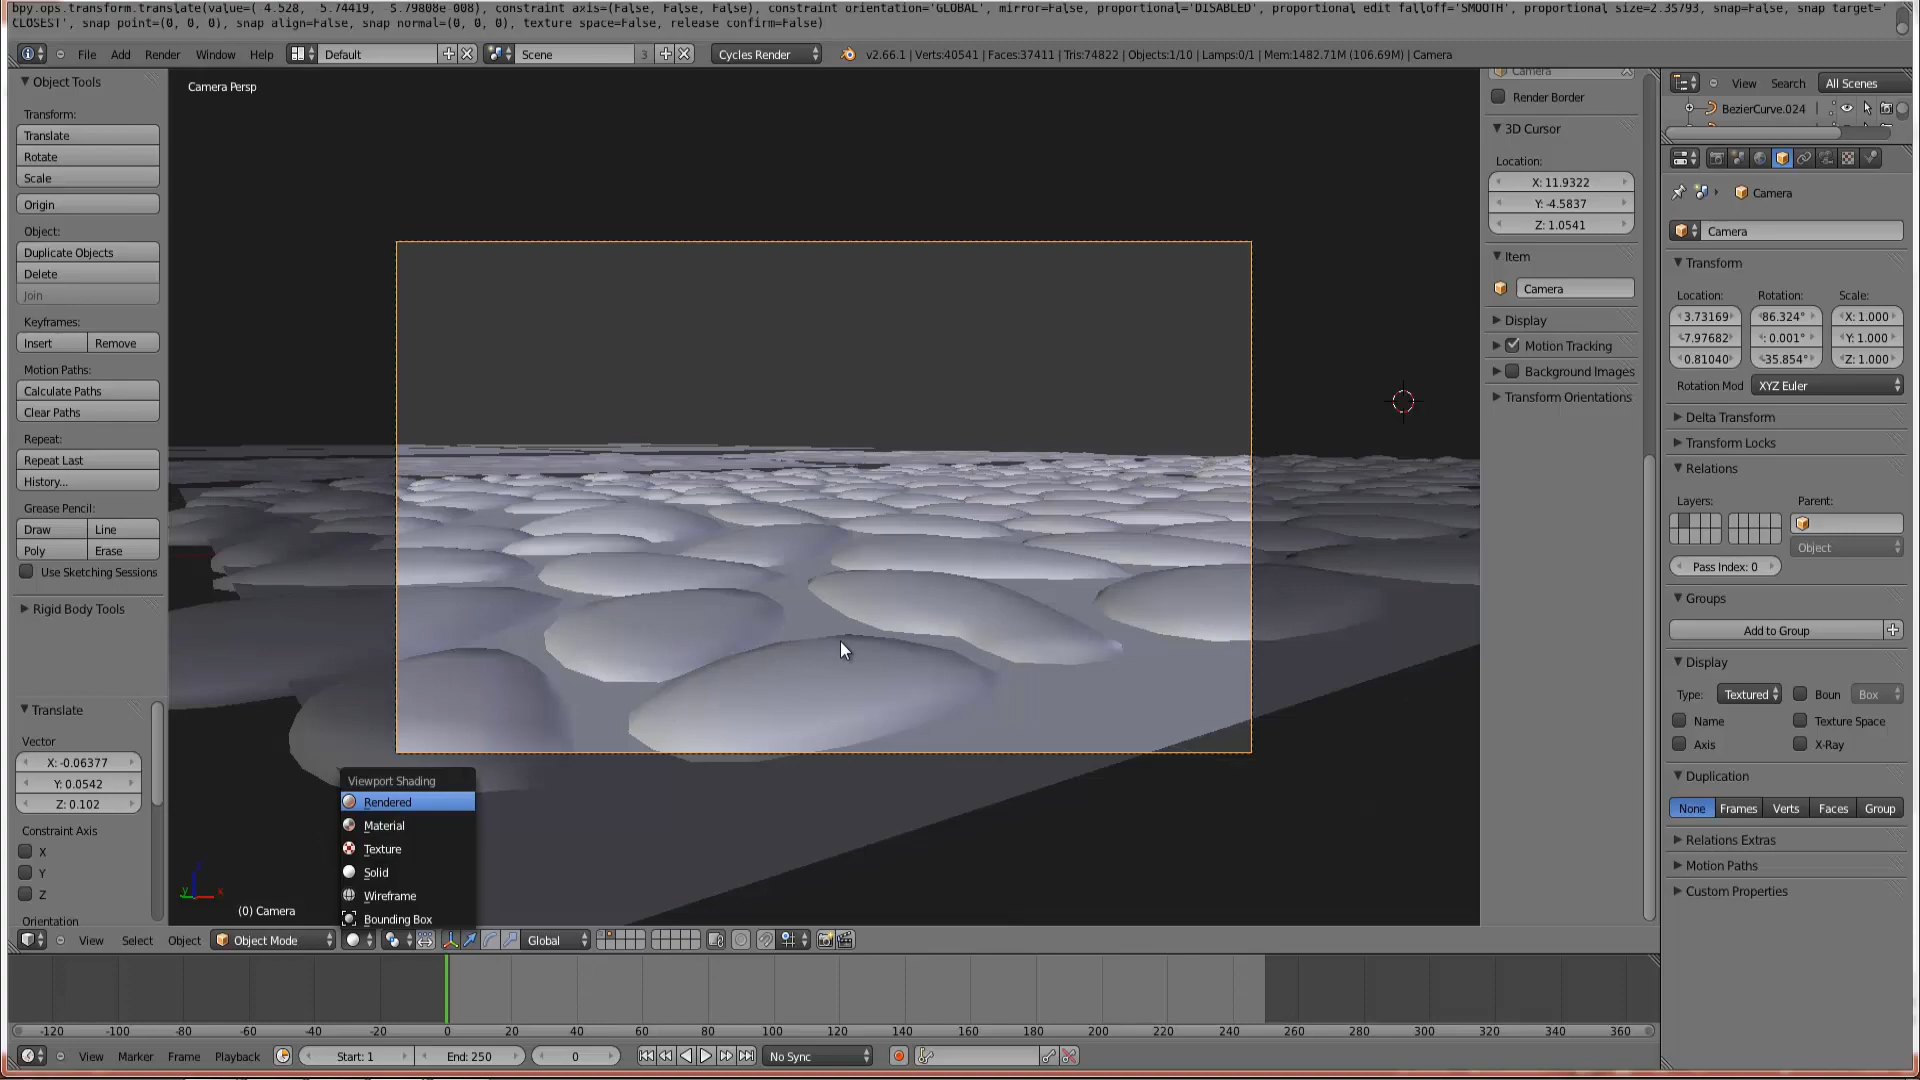 bpy.ops.transform.translate(value=( 4.528, -5.74419, -5.79808e-008), constraint axis=(False, False, False), constraint orientation='GLOBAL', mirror=False, proportional='DISABLED', proportional edit falloff='SMOOTH', proportional size=2.35793, snap=False, snap target='
CLOSEST', snap point=(0, 0, 0), snap align=False, snap normal=(0, 0, 0), texture space=False, release confirm=False)
File Add Render Window Help Default Scene 3 Cycles Render v2.66.1 | Verts:40541 | Faces:37411 | Tris:74822 | Objects:1/10 | Lamps:0/1 | Mem:1482.71M (106.69M) | Camera
Object Tools
Transform:
Translate
Rotate
Scale
Origin
Object:
Duplicate Objects
Delete
Join
Keyframes:
Insert Remove
Motion Paths:
Calculate Paths
Clear Paths
Repeat:
Repeat Last
History...
Grease Pencil:
Draw Line
Poly Erase
Use Sketching Sessions
Rigid Body Tools
Translate
Vector
X: -0.06377
Y: 0.0542
Z: 0.102
Constraint Axis
X
Y
Z
Orientation
Camera Persp
Viewport Shading
Rendered
Material
Texture
Solid
Wireframe
Bounding Box
(0) Camera
View Select Object Object Mode Global
Camera
Render Border
3D Cursor
Location:
X: 11.9322
Y: -4.5837
Z: 1.0541
Item
Camera
Display
Motion Tracking
Background Images
Transform Orientations
View Search All Scenes
BezierCurve.024
Camera
Camera
Transform
Location: Rotation: Scale:
3.73169 86.324° X: 1.000
7.97682 : 0.001° Y: 1.000
0.81040 35.854° Z: 1.000
Rotation Mod XYZ Euler
Delta Transform
Transform Locks
Relations
Layers: Parent:
Object
Pass Index: 0
Groups
Add to Group
Display
Type: Textured Boun Box
Name Texture Space
Axis X-Ray
Duplication
None Frames Verts Faces Group
Relations Extras
Motion Paths
Custom Properties
-120 -100 -80 -60 -40 -20 0 20 40 60 80 100 120 140 160 180 200 220 240 260 280 300 320 340 360
View Marker Frame Playback Start: 1 End: 250 0 No Sync